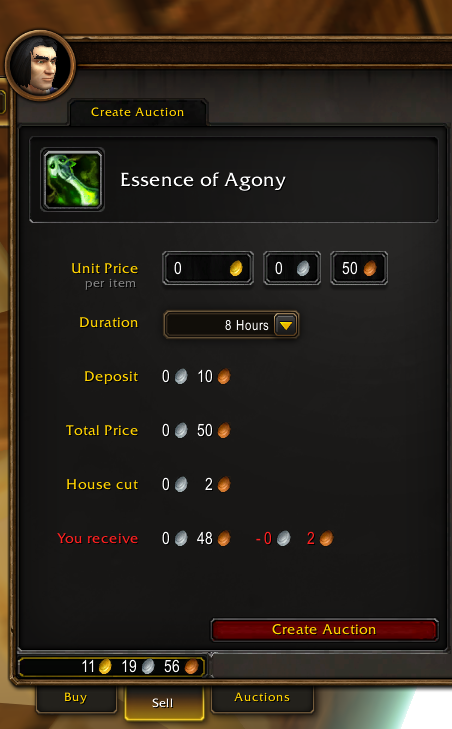 Create Auction
Essence of Agony
Unit Price 0 0 50
per item
Duration 8 Hours
Deposit 0 10
Total Price 0 50
House cut 0 2
You receive 0 48 -0 2
Create Auction
11 19 56
Buy Sell Auctions